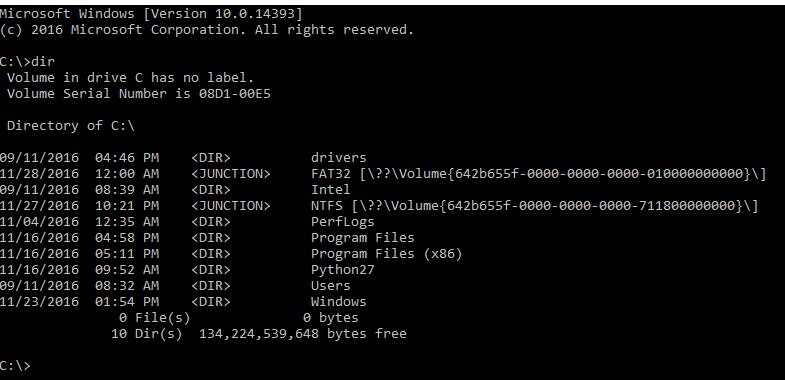 Microsoft Windows [Version 10.0.14393]
(c) 2016 Microsoft Corporation. All rights reserved.
C:\>dir
Volume in drive C has no label.
Volume Serial Number is 08D1-00E5
Directory of C:\
09/11/2016  04:46 PM    <DIR>          drivers
11/28/2016  12:00 AM    <JUNCTION>     FAT32 [\??\Volume{642b655f-0000-0000-0000-010000000000}\]
09/11/2016  08:39 AM    <DIR>          Intel
11/27/2016  10:21 PM    <JUNCTION>     NTFS [\??\Volume{642b655f-0000-0000-0000-711800000000}\]
11/04/2016  12:35 AM    <DIR>          PerfLogs
11/16/2016  04:58 PM    <DIR>          Program Files
11/16/2016  05:11 PM    <DIR>          Program Files (x86)
11/16/2016  09:52 AM    <DIR>          Python27
09/11/2016  08:32 AM    <DIR>          Users
11/23/2016  01:54 PM    <DIR>          Windows
0 File(s)              0 bytes
10 Dir(s)  134,224,539,648 bytes free
C:\>